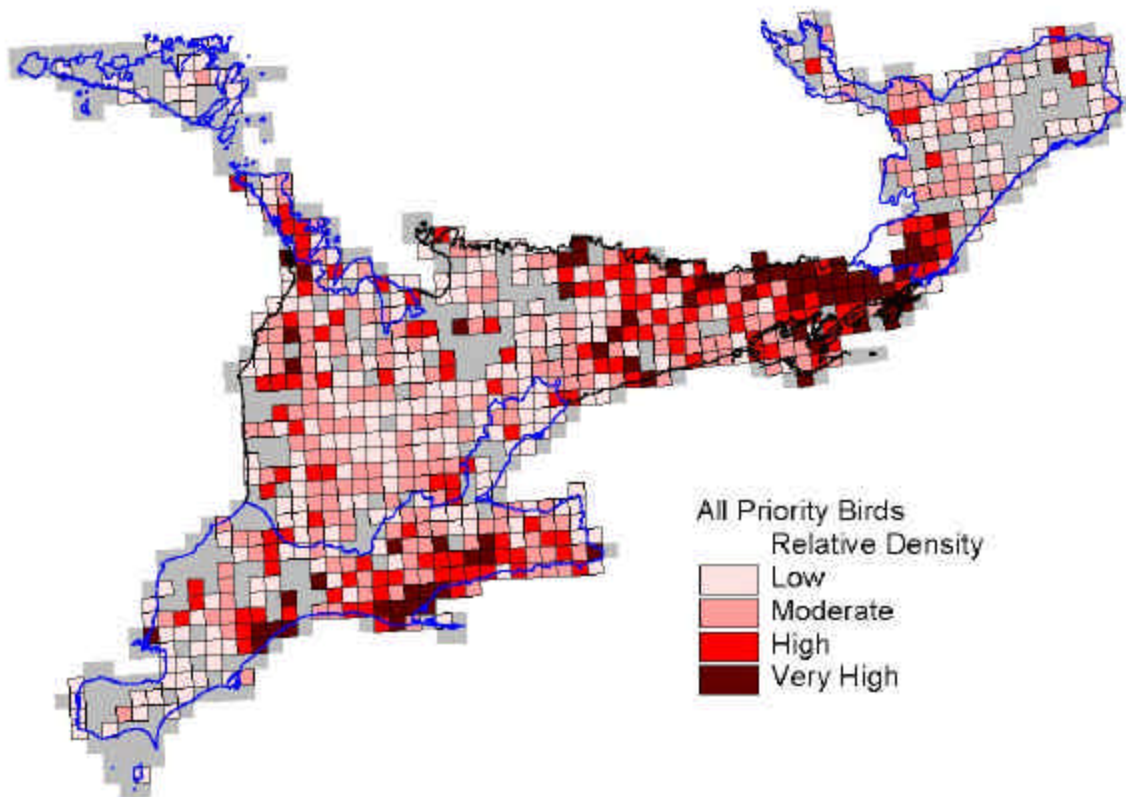 All Priority Birds
Relative Density
Low
Moderate
High
Very High